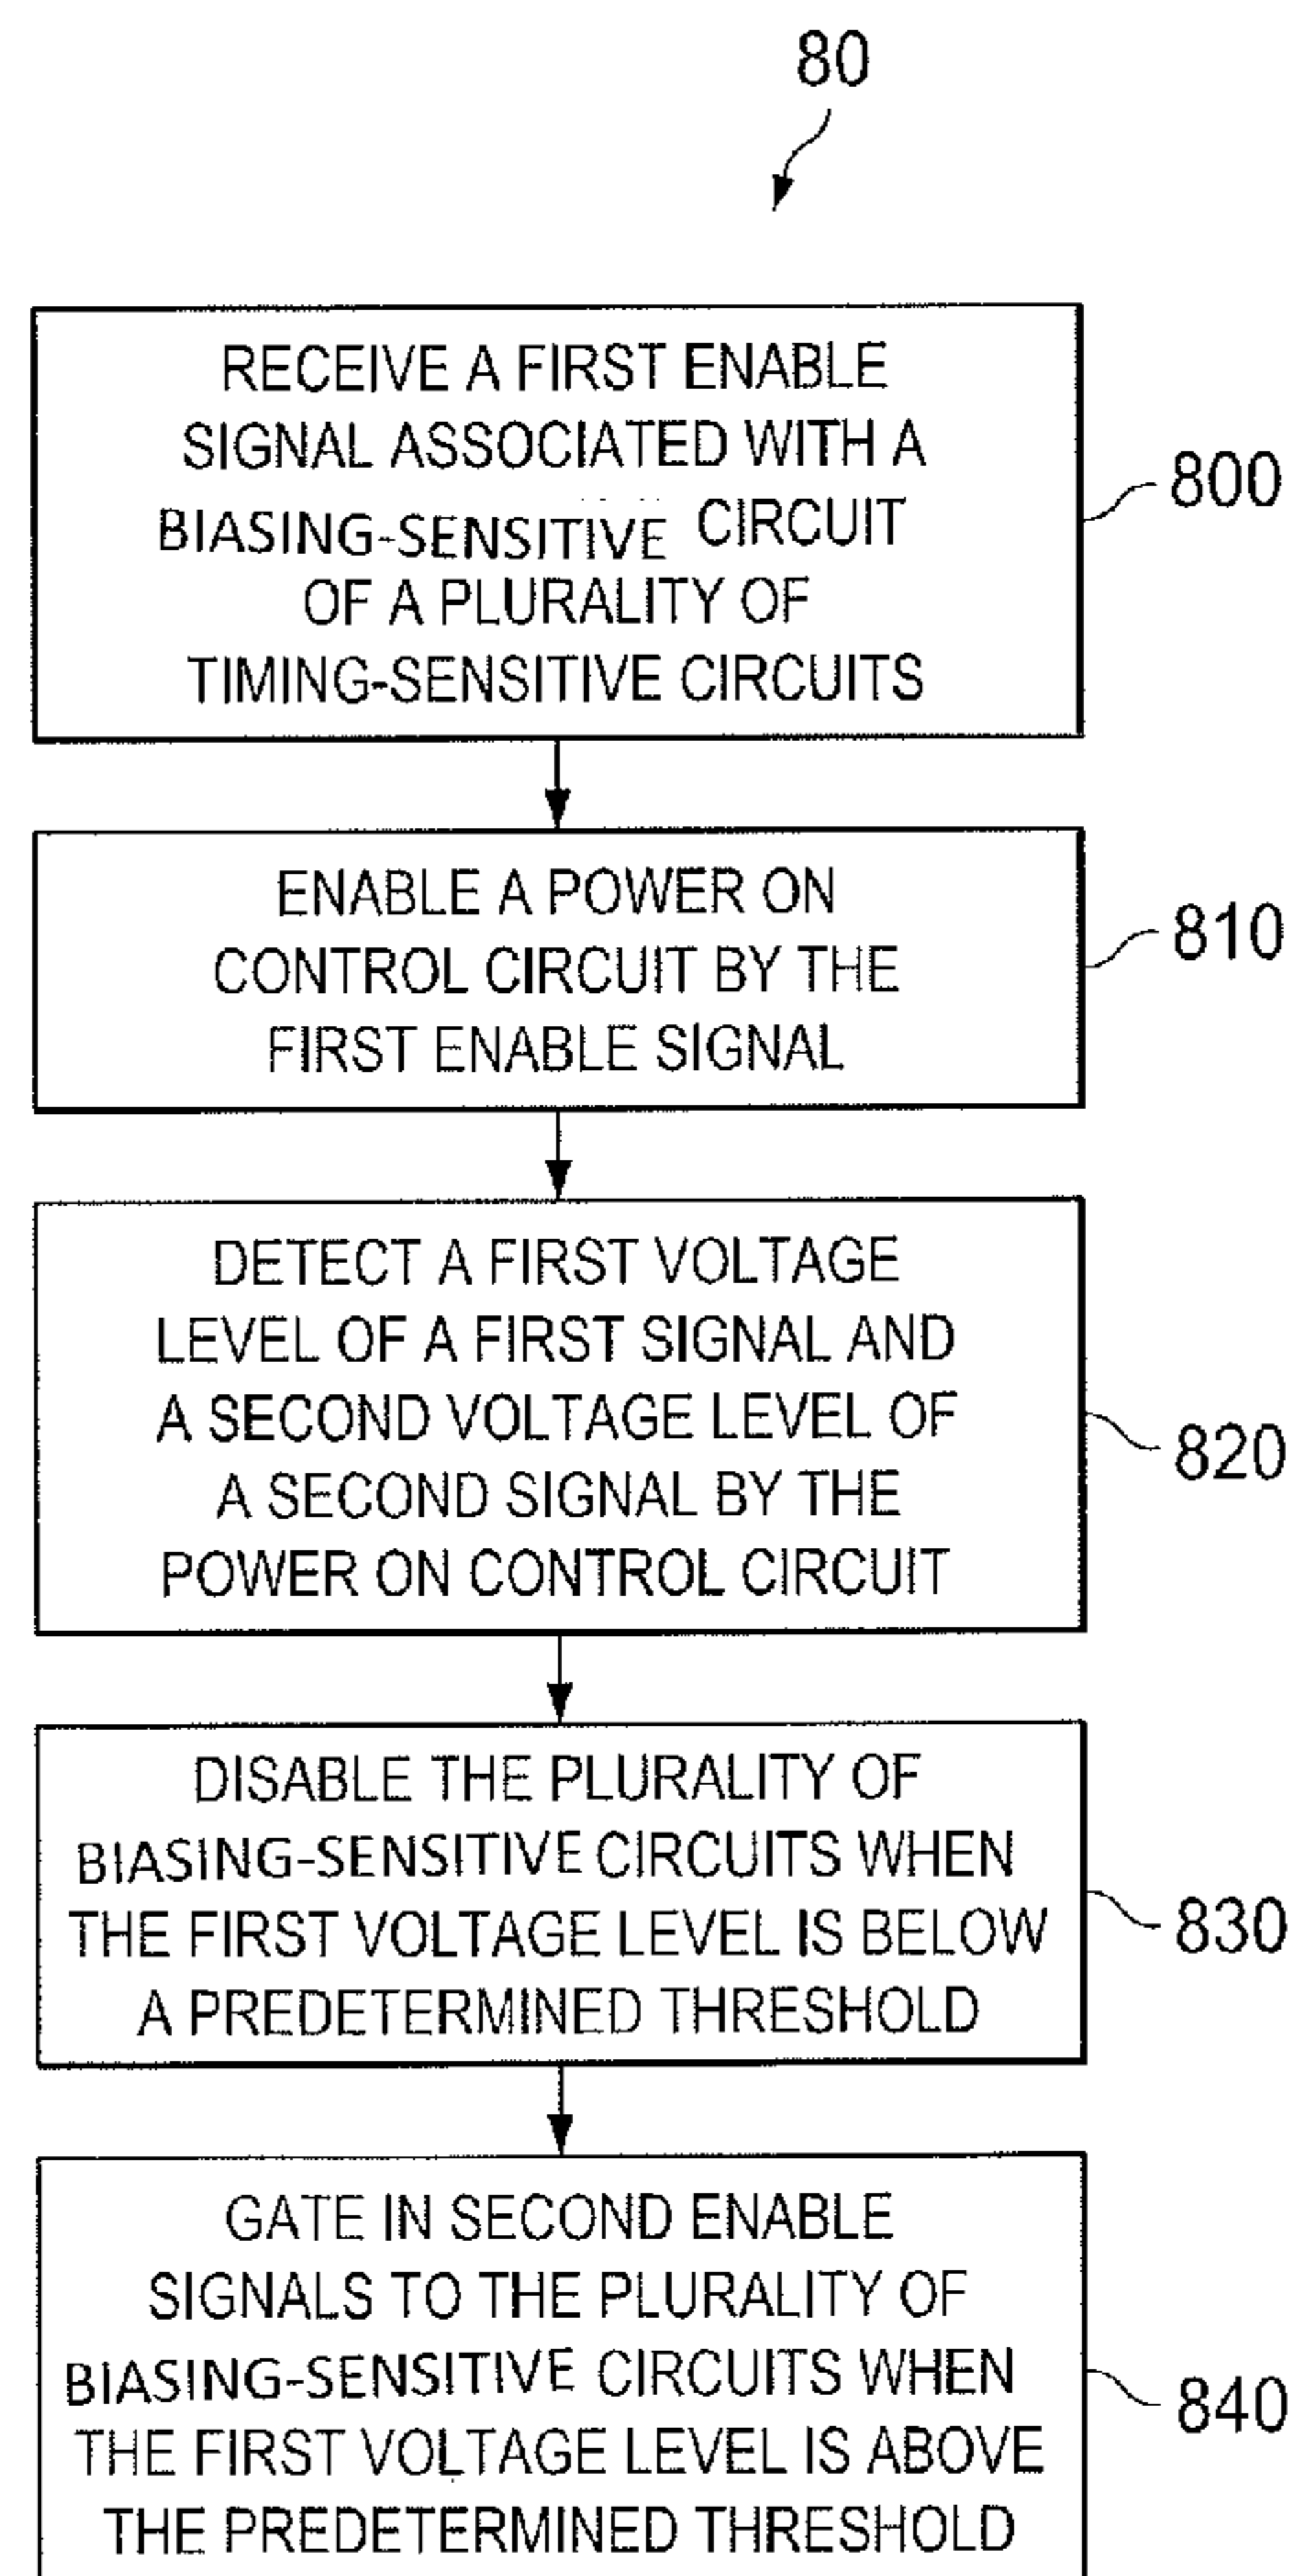 80
RECEIVE A FIRST ENABLE
SIGNAL ASSOCIATED WITH A
BIASING-SENSITIVE CIRCUIT
OF A PLURALITY OF
TIMING-SENSITIVE CIRCUITS
800
ENABLE A POWER ON
CONTROL CIRCUIT BY THE
FIRST ENABLE SIGNAL
810
DETECT A FIRST VOLTAGE
LEVEL OF A FIRST SIGNAL AND
A SECOND VOLTAGE LEVEL OF
A SECOND SIGNAL BY THE
POWER ON CONTROL CIRCUIT
820
DISABLE THE PLURALITY OF
BIASING-SENSITIVE CIRCUITS WHEN
THE FIRST VOLTAGE LEVEL IS BELOW
A PREDETERMINED THRESHOLD
830
GATE IN SECOND ENABLE
SIGNALS TO THE PLURALITY OF
BIASING-SENSITIVE CIRCUITS WHEN
THE FIRST VOLTAGE LEVEL IS ABOVE
THE PREDETERMINED THRESHOLD
840